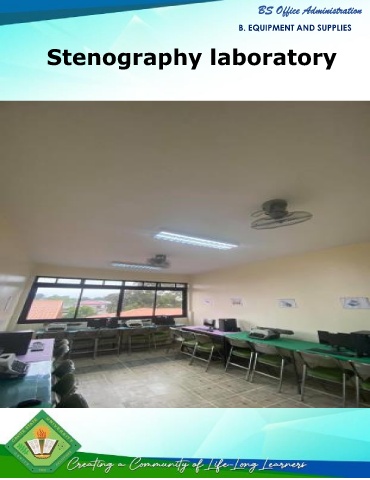 BS Office Administration
B. EQUIPMENT AND SUPPLIES
Stenography laboratory
Creating a Community of Life-Long Learners